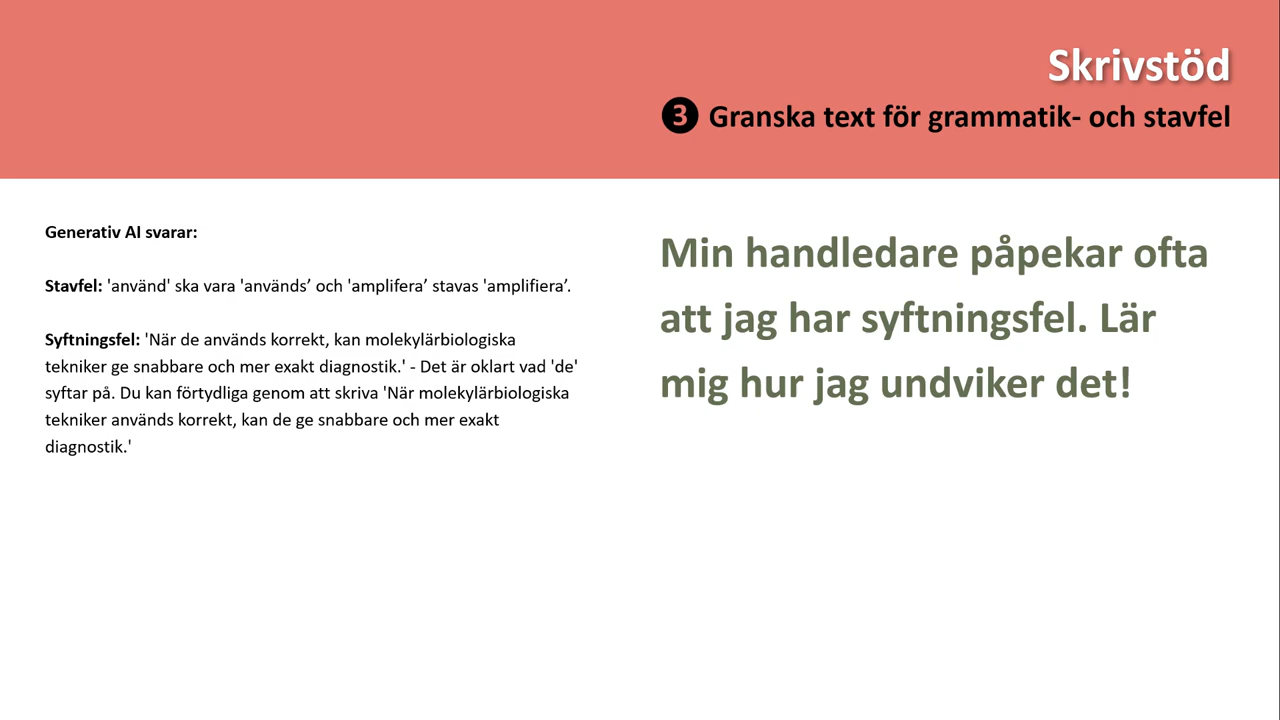 Skrivstöd
❸ Granska text för grammatik- och stavfel
Generativ AI svarar:
Stavfel: 'använd' ska vara 'används’ och 'amplifera’ stavas 'amplifiera’.
Syftningsfel: 'När de används korrekt, kan molekylärbiologiska
tekniker ge snabbare och mer exakt diagnostik.' - Det är oklart vad 'de'
syftar på. Du kan förtydliga genom att skriva 'När molekylärbiologiska
tekniker används korrekt, kan de ge snabbare och mer exakt
diagnostik.'
Min handledare påpekar ofta
att jag har syftningsfel. Lär
mig hur jag undviker det!